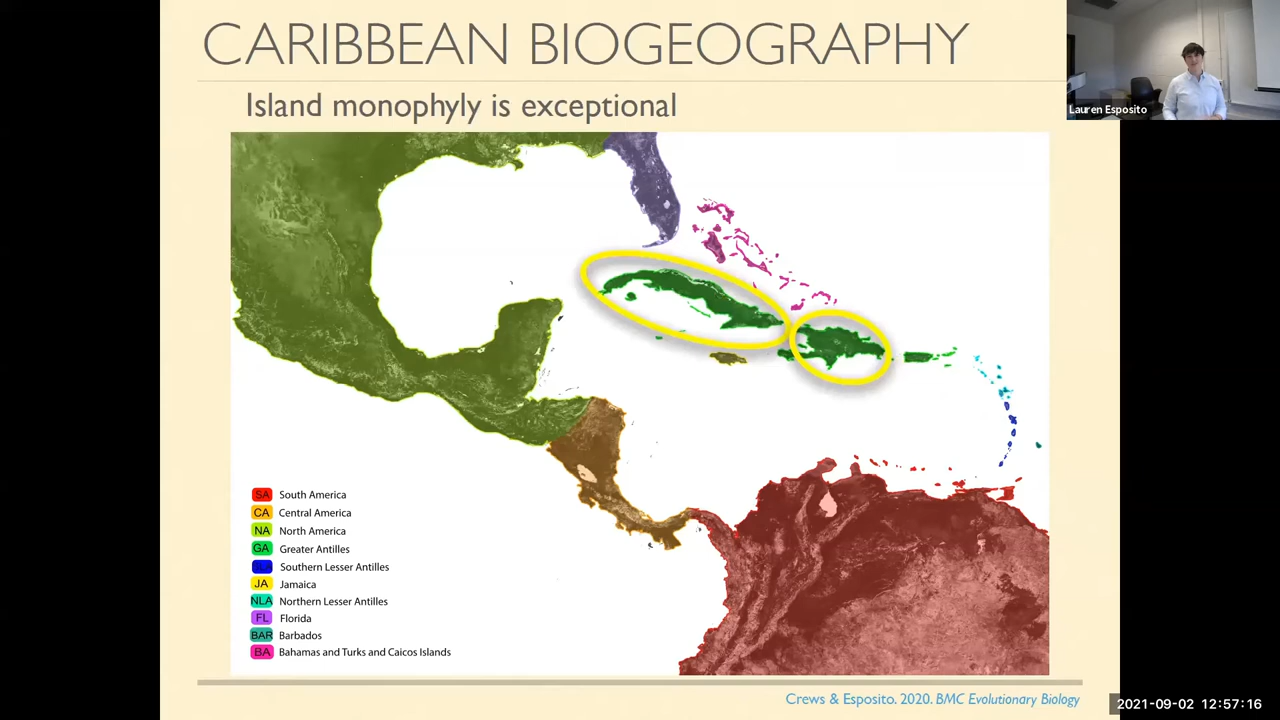 CARIBBEAN BIOGEOGRAPHY
Island monophyly is exceptional
Lauren Esposito
SA South America
CA Central America
NA North America
GA Greater Antilles
Southern Lesser Antilles
JA Jamaica
NLA Northern Lesser Antilles
FL Florida
BAR Barbados
BA Bahamas and Turks and Caicos Islands
Crews & Esposito. 2020. BMC Evolutionary Biology
2021-09-02 12:57:16